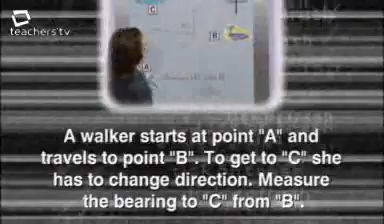 C
B
A
teachers'tv
A walker starts at point "A" and
travels to point "B". To get to "C" she
has to change direction. Measure
the bearing to "C" from "B".